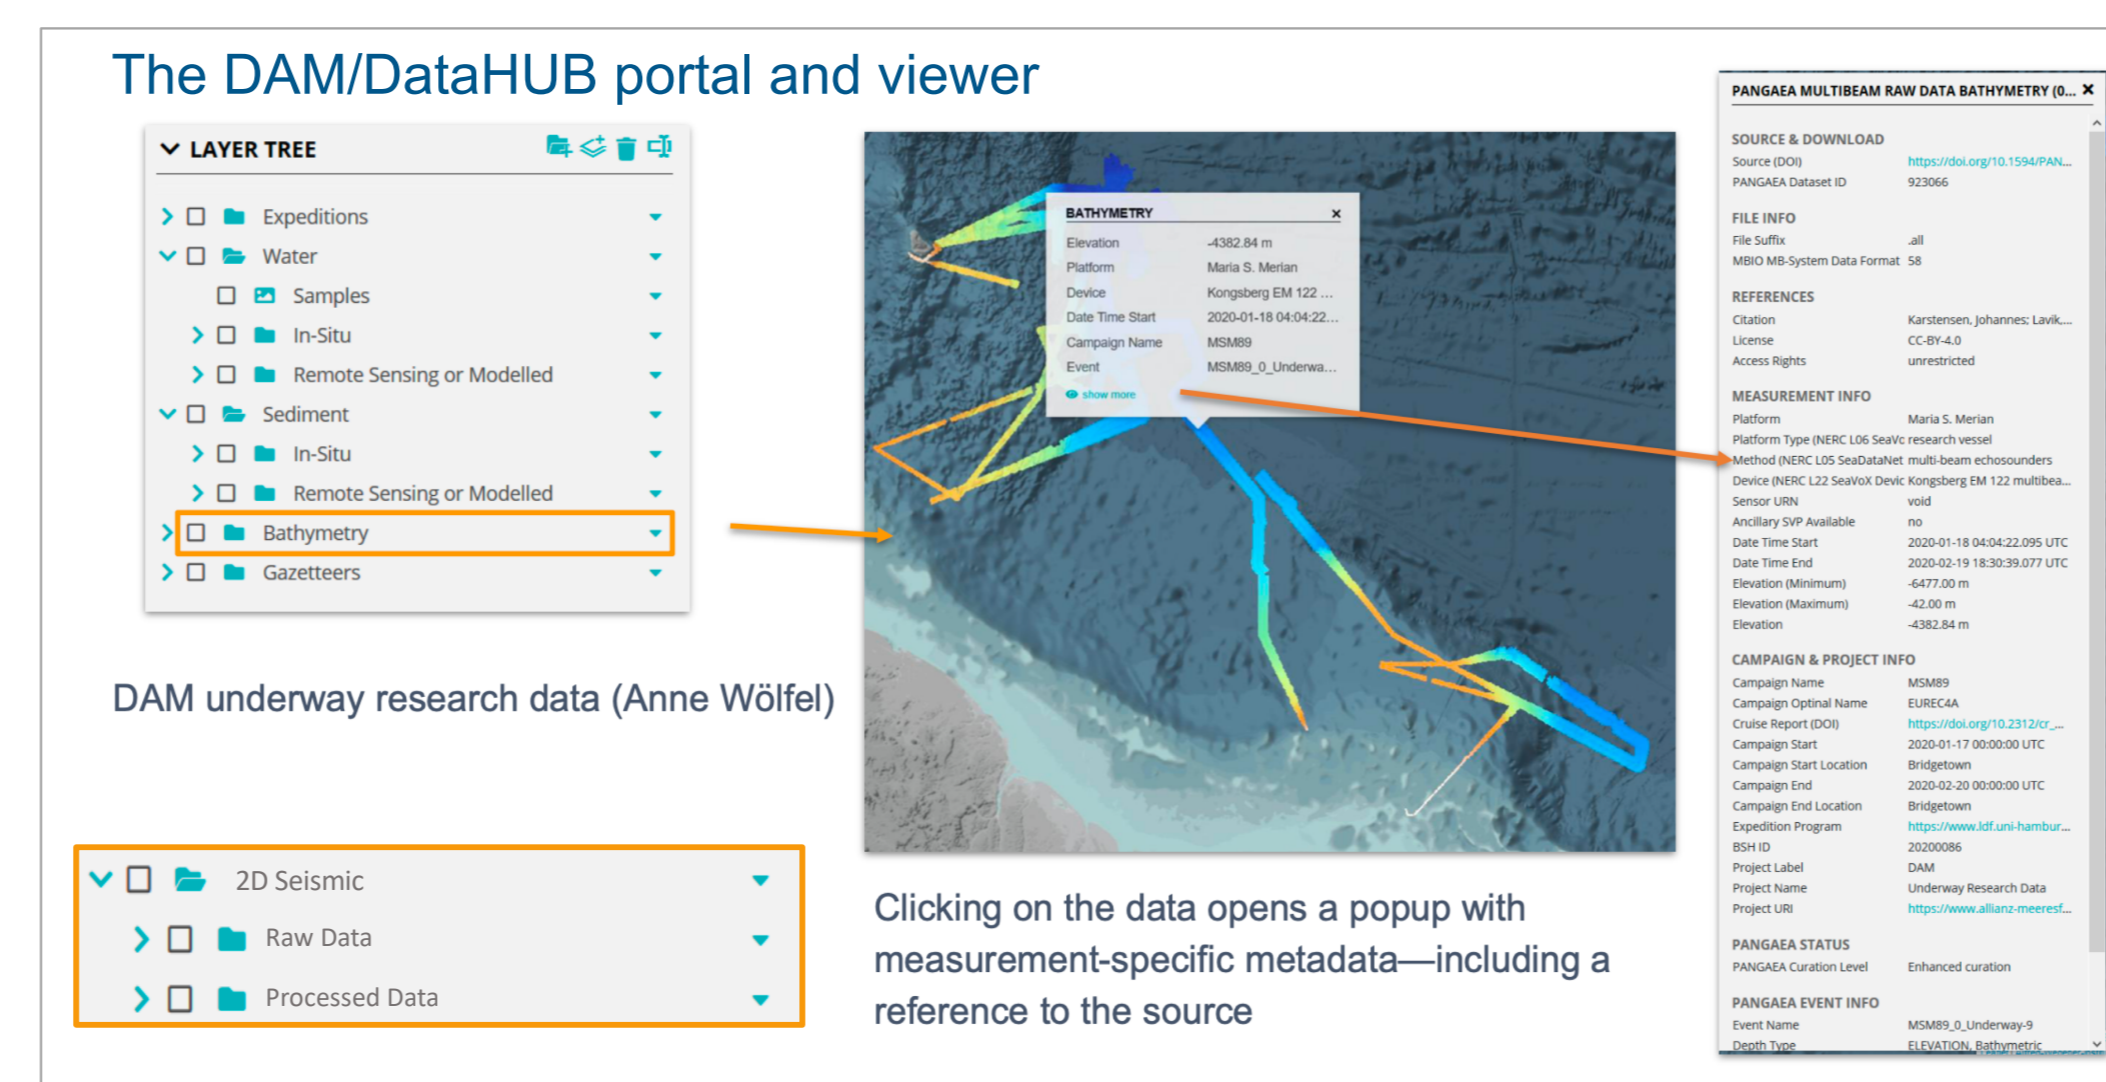 The DAM/DataHUB portal and viewer
LAYER TREE
Expeditions
Water
Samples
In-Situ
Remote Sensing or Modelled
Sediment
In-Situ
Remote Sensing or Modelled
Bathymetry
Gazetteers
DAM underway research data (Anne Wölfel)
2D Seismic
Raw Data
Processed Data
BATHYMETRY
Elevation -4382.84 m
Platform Maria S. Merian
Device Kongsberg EM 122 ...
Date Time Start 2020-01-18 04:04:22...
Campaign Name MSM89
Event MSM89_0_Underwa...
show more
Clicking on the data opens a popup with
measurement-specific metadata—including a
reference to the source
PANGAEA MULTIBEAM RAW DATA BATHYMETRY (0...
SOURCE & DOWNLOAD
Source (DOI) https://doi.org/10.1594/PAN...
PANGAEA Dataset ID 923066
FILE INFO
File Suffix .all
MBIO MB-System Data Format 58
REFERENCES
Citation Karstensen, Johannes; Lavik,...
License CC-BY-4.0
Access Rights unrestricted
MEASUREMENT INFO
Platform Maria S. Merian
Platform Type (NERC L06 SeaVo research vessel
Method (NERC L05 SeaDataNet multi-beam echosounders
Device (NERC L22 SeaVoX Devic Kongsberg EM 122 multibea...
Sensor URN void
Ancillary SVP Available no
Date Time Start 2020-01-18 04:04:22.095 UTC
Date Time End 2020-02-19 18:30:39.077 UTC
Elevation (Minimum) -6477.00 m
Elevation (Maximum) -42.00 m
Elevation -4382.84 m
CAMPAIGN & PROJECT INFO
Campaign Name MSM89
Campaign Optinal Name EUREC4A
Cruise Report (DOI) https://doi.org/10.2312/cr_...
Campaign Start 2020-01-17 00:00:00 UTC
Campaign Start Location Bridgetown
Campaign End 2020-02-20 00:00:00 UTC
Campaign End Location Bridgetown
Expedition Program https://www.ldf.uni-hambur...
BSH ID 20200086
Project Label DAM
Project Name Underway Research Data
Project URI https://www.allianz-meeresf...
PANGAEA STATUS
PANGAEA Curation Level Enhanced curation
PANGAEA EVENT INFO
Event Name MSM89_0_Underway-9
Depth Type ELEVATION, Bathymetric